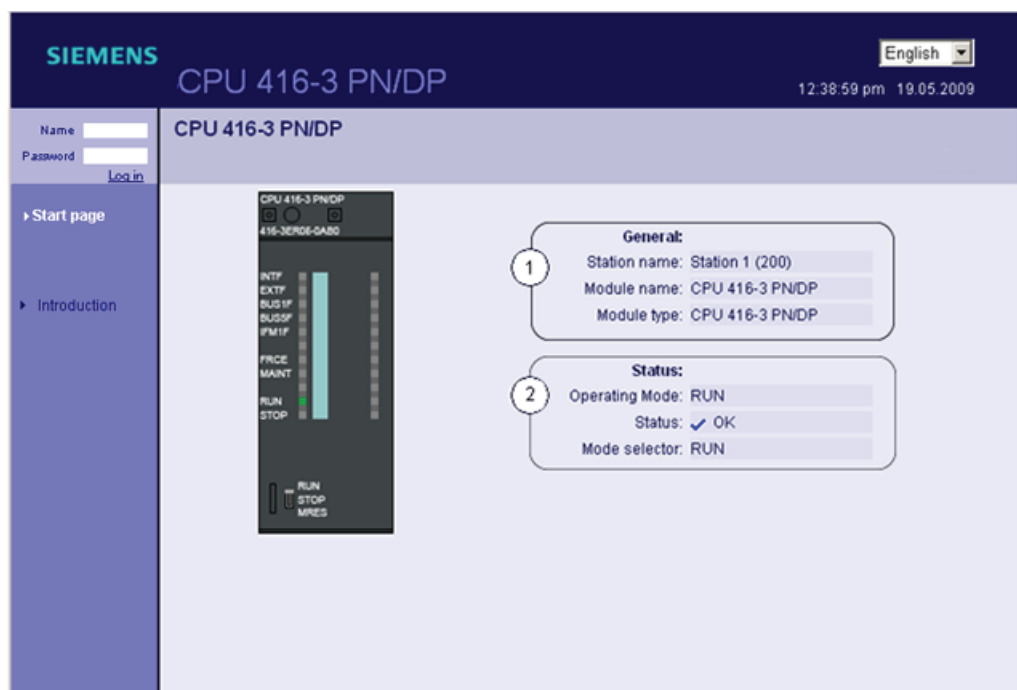 SIEMENS
CPU 416-3 PN/DP
English
12:38:59 pm 19.05.2009
Name
Password
Log in
CPU 416-3 PN/DP
Start page
Introduction
CPU 416-3 PN/DP
416-3ER06-0AB0
INTF
EXTF
BUS1F
BUS5F
IFM1F
FRCE
MAINT
RUN
STOP
RUN
STOP
MRES
1
General:
Station name: Station 1 (200)
Module name: CPU 416-3 PN/DP
Module type: CPU 416-3 PN/DP
2
Status:
Operating Mode: RUN
Status: OK
Mode selector: RUN